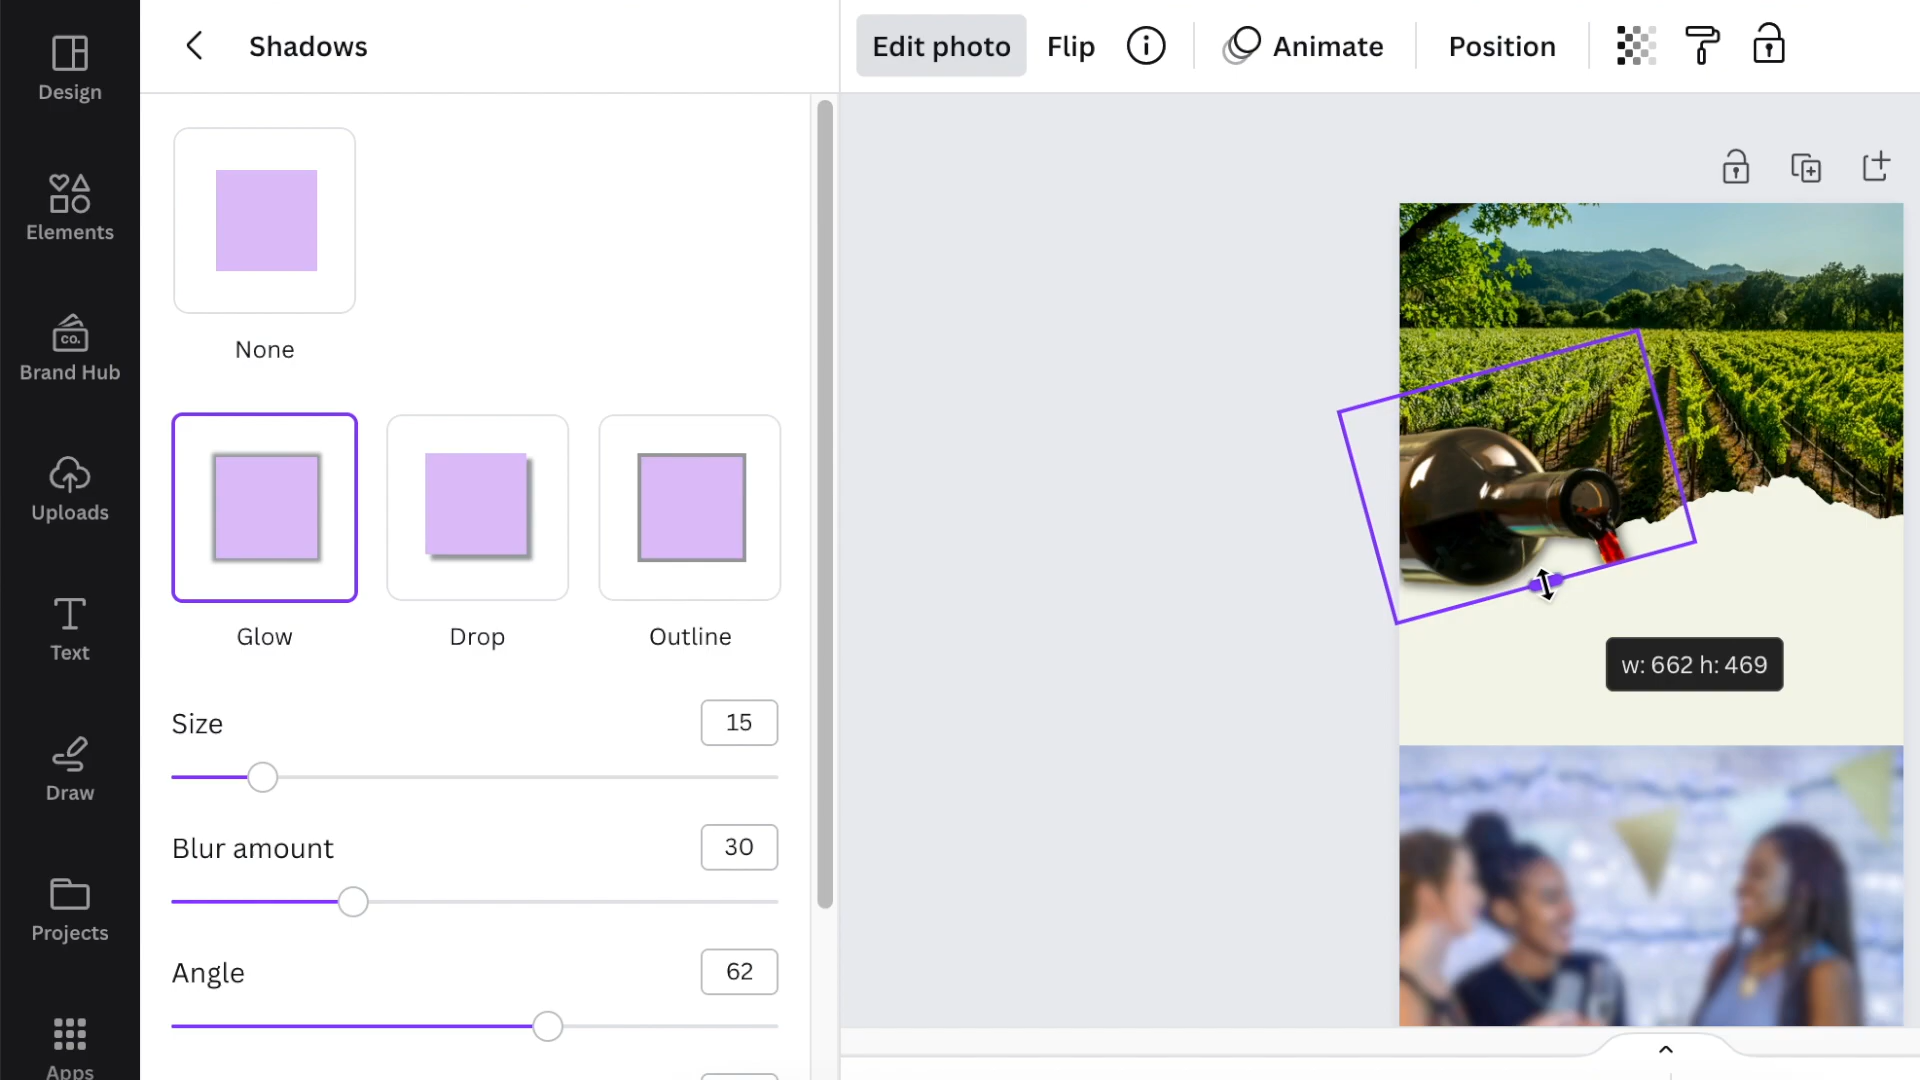 Design
Elements
co.
Brand Hub
Uploads
Text
Draw
Projects
Apps
Shadows
None
Glow
Drop
Outline
Size
15
Blur amount
30
Angle
62
Edit photo
Flip
Animate
Position
w: 662 h: 469